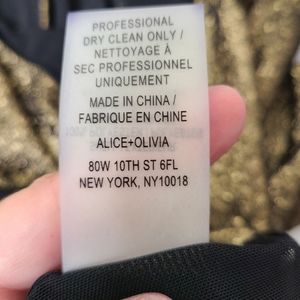 PROFESSIONAL
DRY CLEAN ONLY /
NETTOYAGE À
SEC PROFESSIONNEL
UNIQUEMENT
MADE IN CHINA /
FABRIQUE EN CHINE
ALICE+OLIVIA
80W 10TH ST 6FL
NEW YORK, NY10018